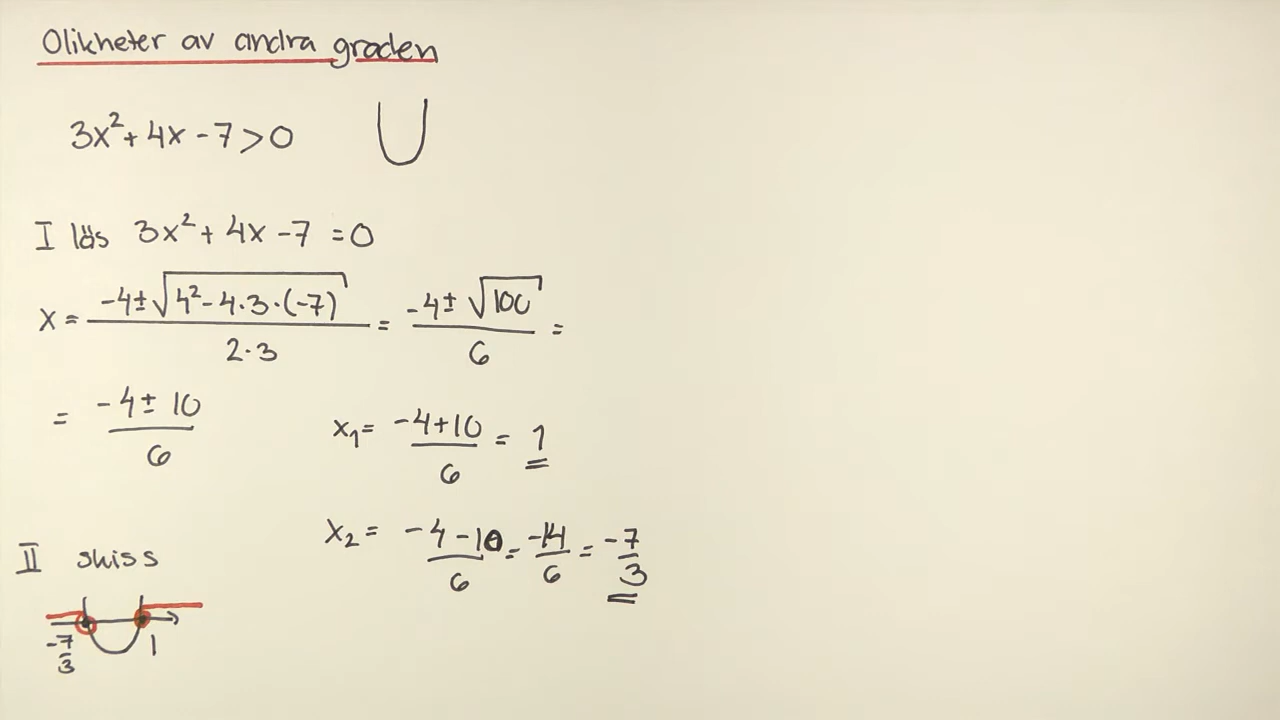 Olikheter av andra graden
3x²+ 4x - 7 > 0
I lös 3x²+ 4x - 7 = 0
x = (-4 ± √(4² - 4·3·(-7))) / (2·3) = (-4 ± √100) / 6 =
= (-4 ± 10) / 6
x₁ = (-4+10) / 6 = 1
x₂ = (-4-10) / 6 = -14/6 = -7/3
II skiss
-7/3 1